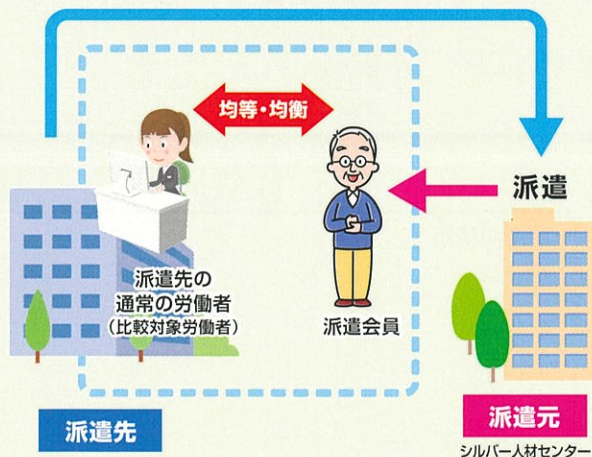 均等・均衡
派遣
派遣先の
通常の労働者
(比較対象労働者)
派遣会員
派遣先
派遣元
シルバー人材センター